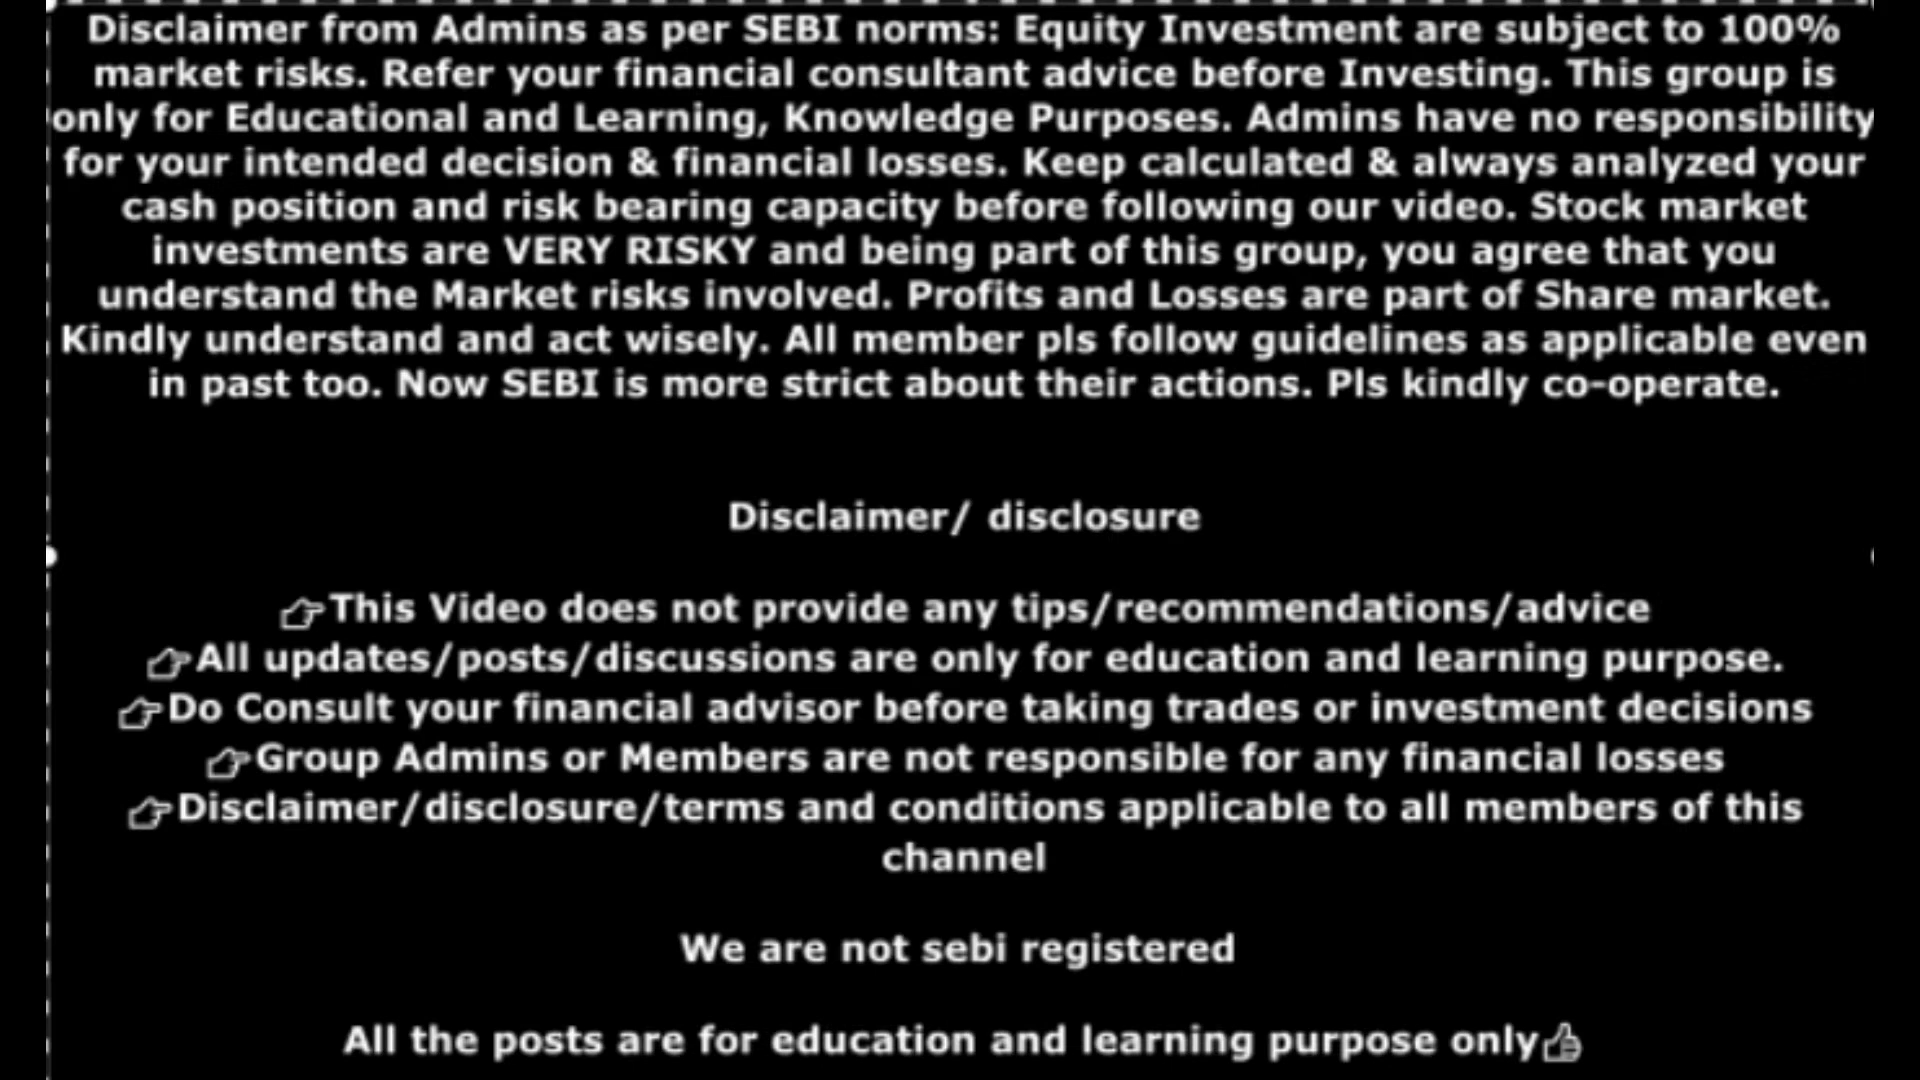 Disclaimer from Admins as per SEBI norms: Equity Investment are subject to 100%
market risks. Refer your financial consultant advice before Investing. This group is
only for Educational and Learning, Knowledge Purposes. Admins have no responsibility
for your intended decision & financial losses. Keep calculated & always analyzed your
cash position and risk bearing capacity before following our video. Stock market
investments are VERY RISKY and being part of this group, you agree that you
understand the Market risks involved. Profits and Losses are part of Share market.
Kindly understand and act wisely. All member pls follow guidelines as applicable even
in past too. Now SEBI is more strict about their actions. Pls kindly co-operate.
Disclaimer/ disclosure
👉This Video does not provide any tips/recommendations/advice
👉All updates/posts/discussions are only for education and learning purpose.
👉Do Consult your financial advisor before taking trades or investment decisions
👉Group Admins or Members are not responsible for any financial losses
👉Disclaimer/disclosure/terms and conditions applicable to all members of this
channel
We are not sebi registered
All the posts are for education and learning purpose only👍